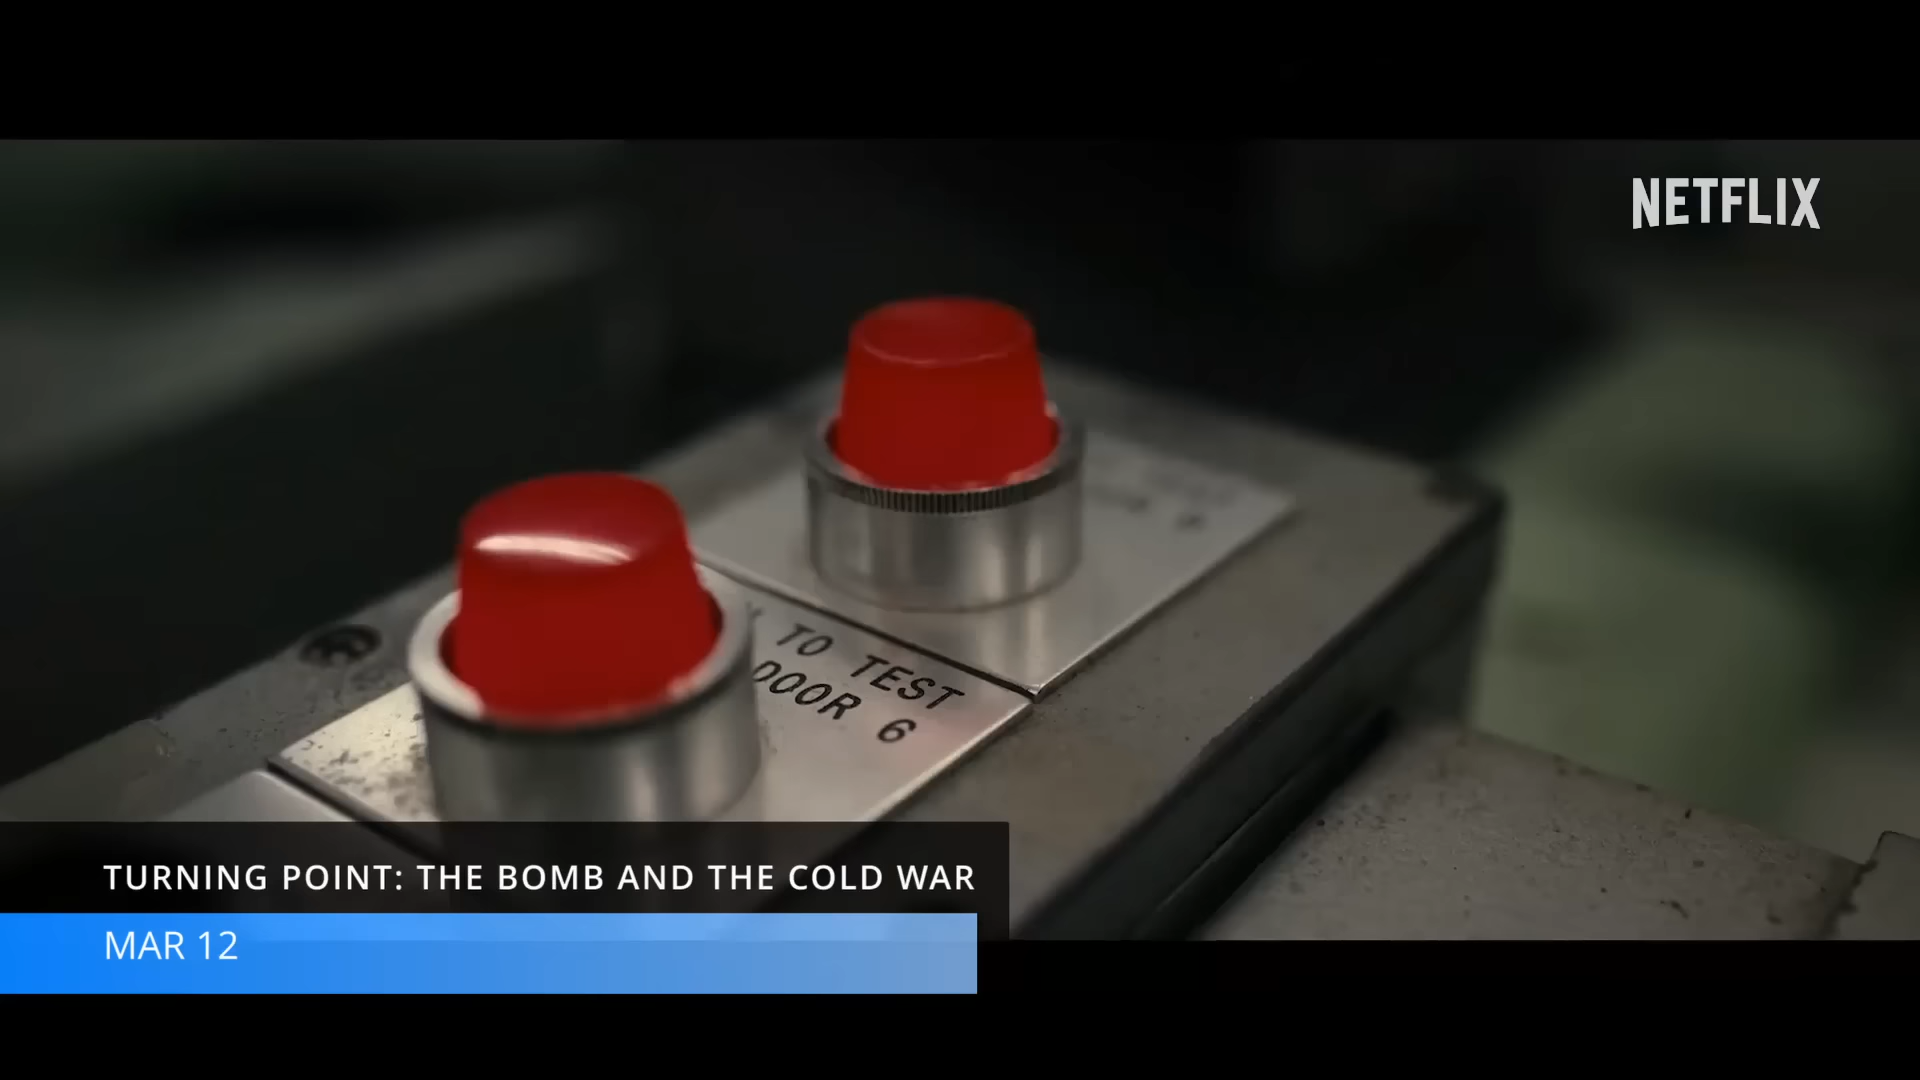 NETFLIX
TO TEST
DOOR 6
TURNING POINT: THE BOMB AND THE COLD WAR
MAR 12